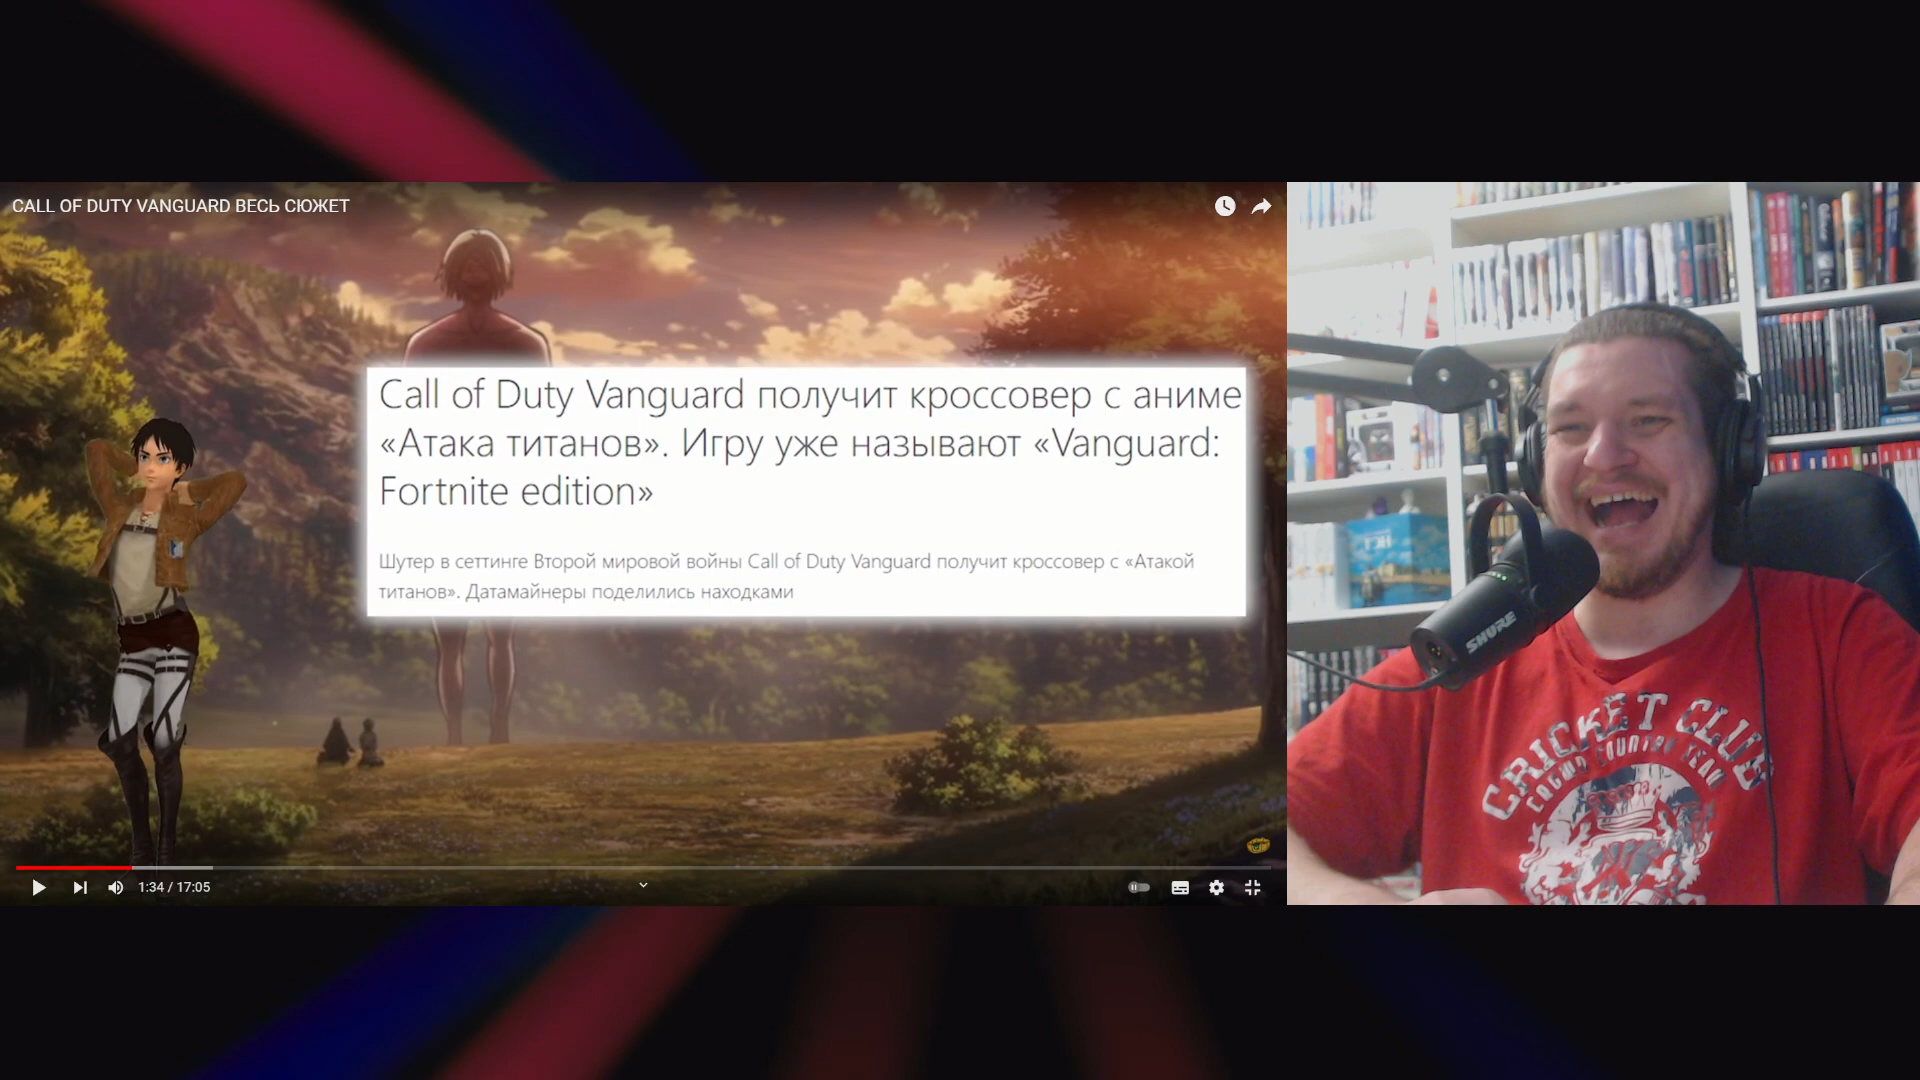 CALL OF DUTY VANGUARD ВЕСЬ СЮЖЕТ
Call of Duty Vanguard получит кроссовер с аниме
«Атака титанов». Игру уже называют «Vanguard:
Fortnite edition»
Шутер в сеттинге Второй мировой войны Call of Duty Vanguard получит кроссовер с «Атакой
титанов». Датамайнеры поделились находками
1:34 / 17:05
SHURE
CRICKET CLUB
COUNTRY TEAM